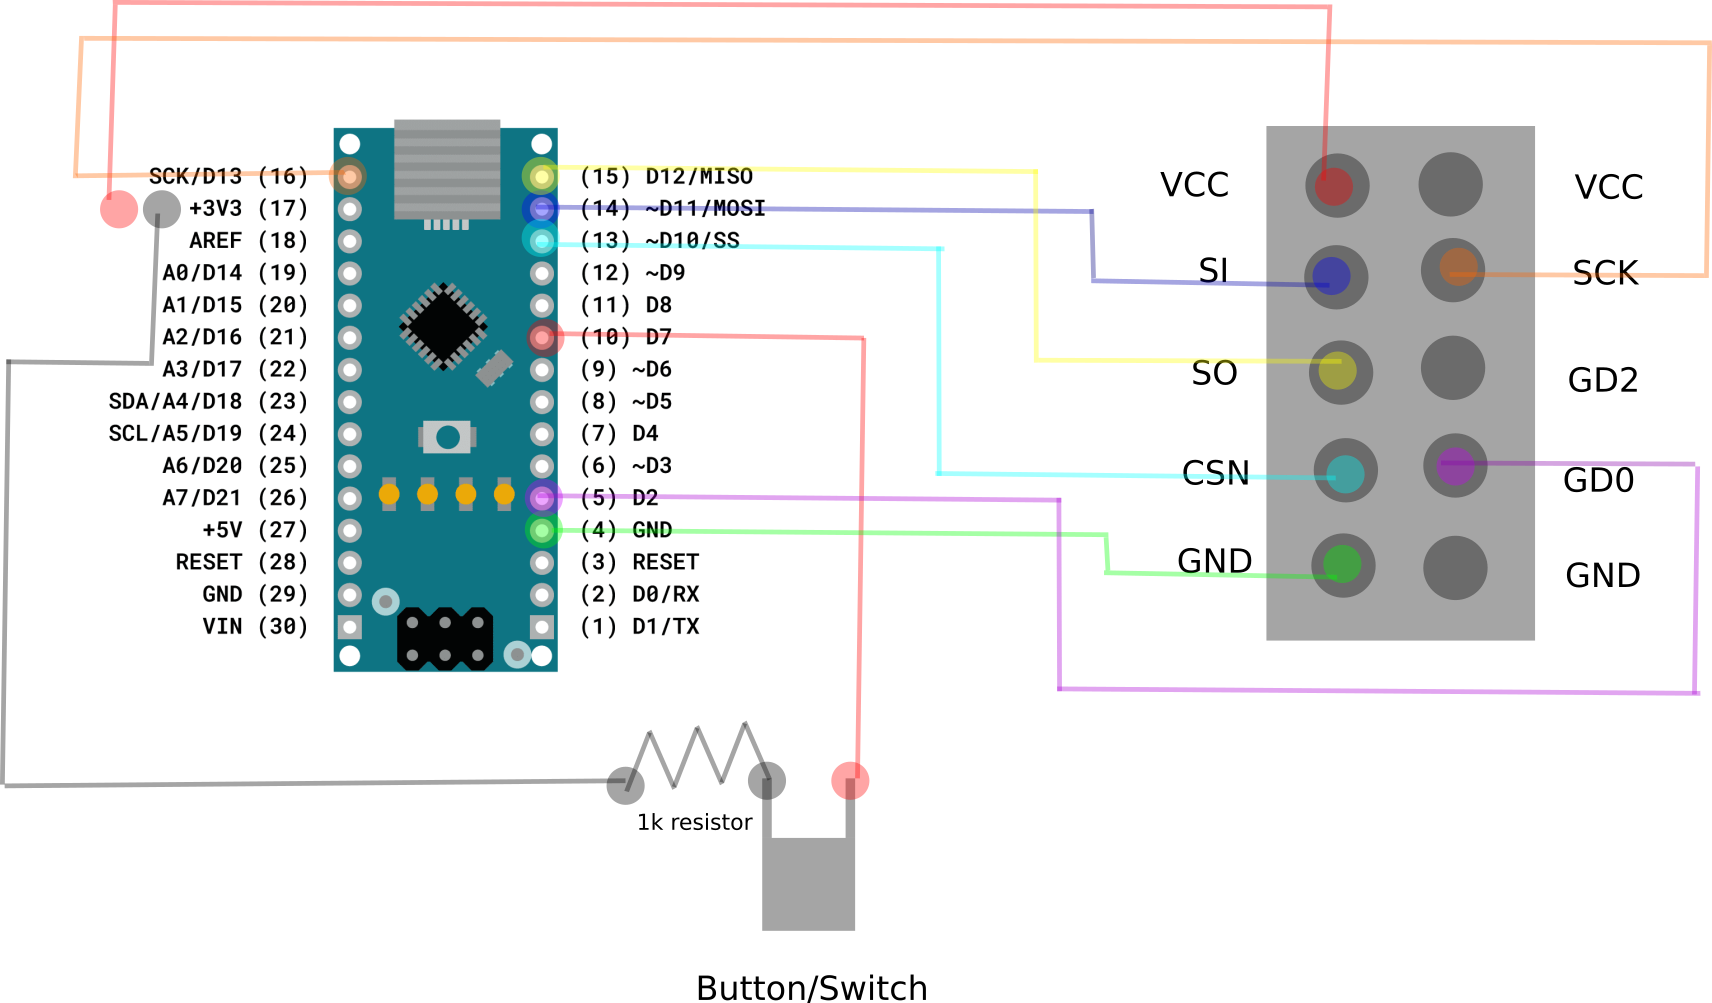 SCK/D13 (16)
+3V3 (17)
AREF (18)
A0/D14 (19)
A1/D15 (20)
A2/D16 (21)
A3/D17 (22)
SDA/A4/D18 (23)
SCL/A5/D19 (24)
A6/D20 (25)
A7/D21 (26)
+5V (27)
RESET (28)
GND (29)
VIN (30)
(15) D12/MISO
(14) ~D11/MOSI
(13) ~D10/SS
(12) ~D9
(11) D8
(10) D7
(9) ~D6
(8) ~D5
(7) D4
(6) ~D3
(5) D2
(4) GND
(3) RESET
(2) D0/RX
(1) D1/TX
VCC
SI
SO
CSN
GND
VCC
SCK
GD2
GD0
GND
1k resistor
Button/Switch